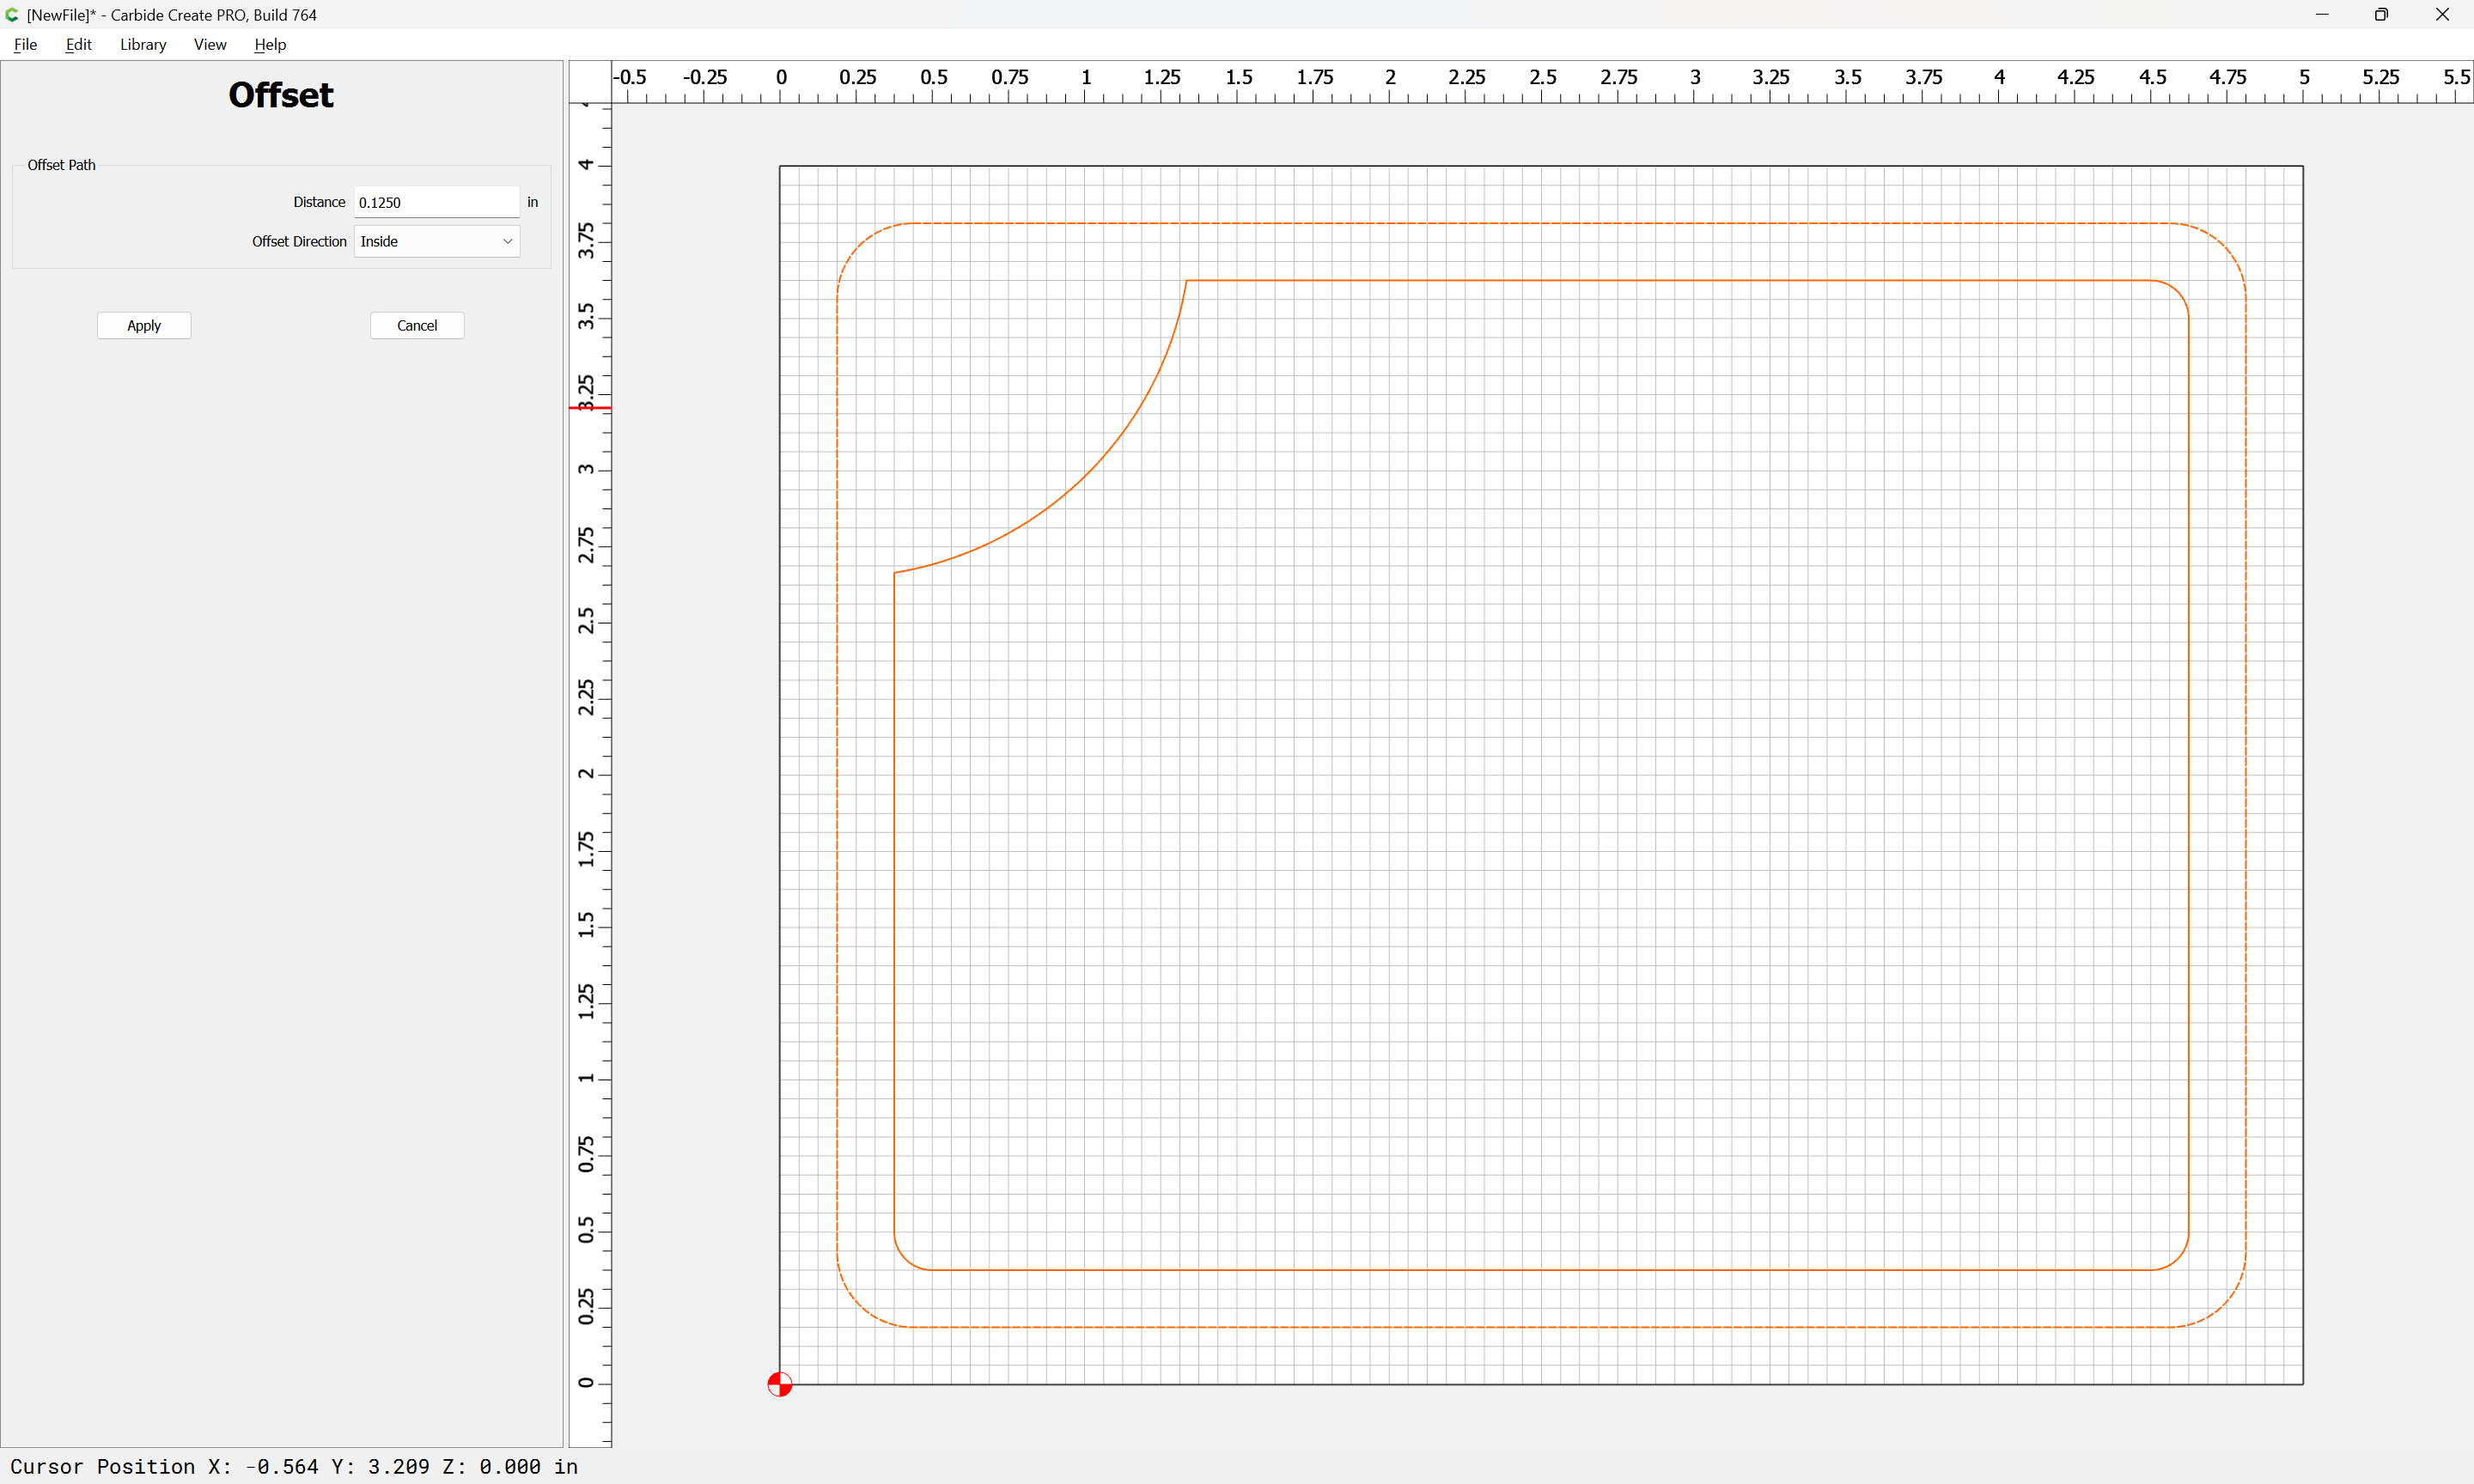 [NewFile]* - Carbide Create PRO, Build 764
File Edit Library View Help
Offset
Offset Path
Distance 0.1250 in
Offset Direction Inside
Apply Cancel
-0.5 -0.25 0 0.25 0.5 0.75 1 1.25 1.5 1.75 2 2.25 2.5 2.75 3 3.25 3.5 3.75 4 4.25 4.5 4.75 5 5.25 5.5
4
3.75
3.5
3.25
3
2.75
2.5
2.25
2
1.75
1.5
1.25
1
0.75
0.5
0.25
0
Cursor Position X: -0.564 Y: 3.209 Z: 0.000 in